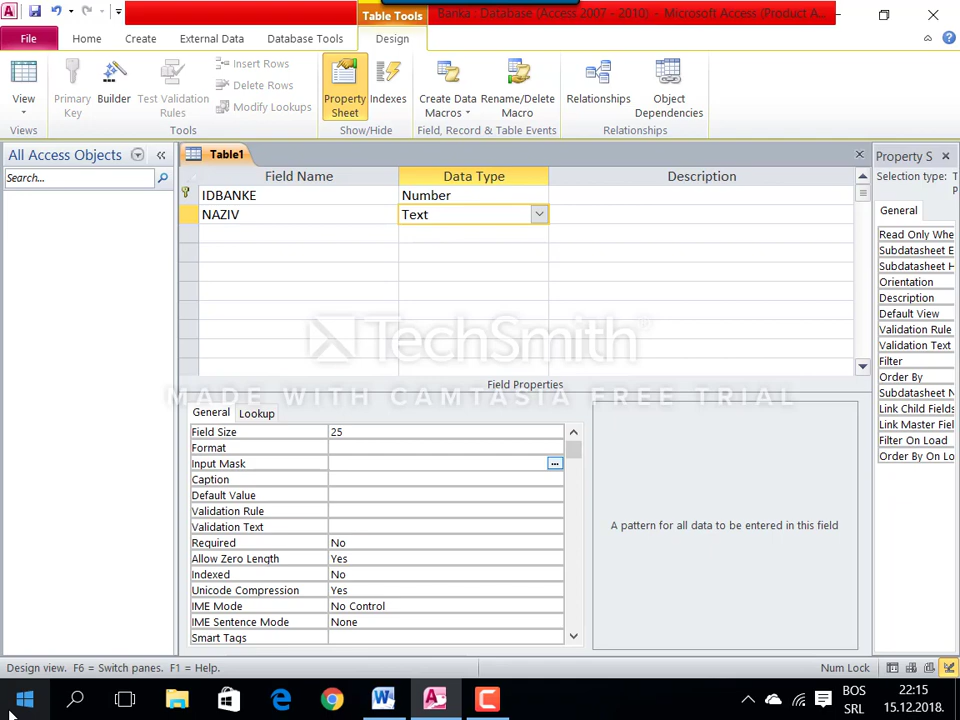 Table Tools
Banka : Database (Access 2007 - 2010) - Microsoft Access (Product A...
File Home Create External Data Database Tools Design
View
Views
Primary Key
Builder
Test Validation Rules
Insert Rows
Delete Rows
Modify Lookups
Tools
Property Sheet
Indexes
Show/Hide
Create Data Macros
Rename/Delete Macro
Field, Record & Table Events
Relationships
Object Dependencies
Relationships
All Access Objects
Search...
Table1
Field Name Data Type Description
IDBANKE Number
NAZIV Text
TechSmith
MADE WITH CAMTASIA FREE TRIAL
Field Properties
General Lookup
Field Size 25
Format
Input Mask
Caption
Default Value
Validation Rule
Validation Text
Required No
Allow Zero Length Yes
Indexed No
Unicode Compression Yes
IME Mode No Control
IME Sentence Mode None
Smart Tags
A pattern for all data to be entered in this field
Property S
Selection type: T
General
Read Only Whe
Subdatasheet E
Subdatasheet H
Orientation
Description
Default View
Validation Rule
Validation Text
Filter
Order By
Subdatasheet N
Link Child Fields
Link Master Fiel
Filter On Load
Order By On Lo
Design view. F6 = Switch panes. F1 = Help.
Num Lock
BOS
SRL
22:15
15.12.2018.